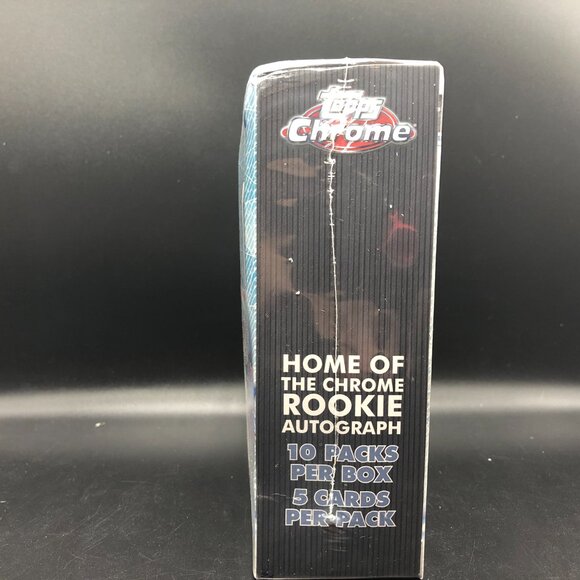 Topps
Chrome
HOME OF
THE CHROME
ROOKIE
AUTOGRAPH
10 PACKS
PER BOX
5 CARDS
PER PACK